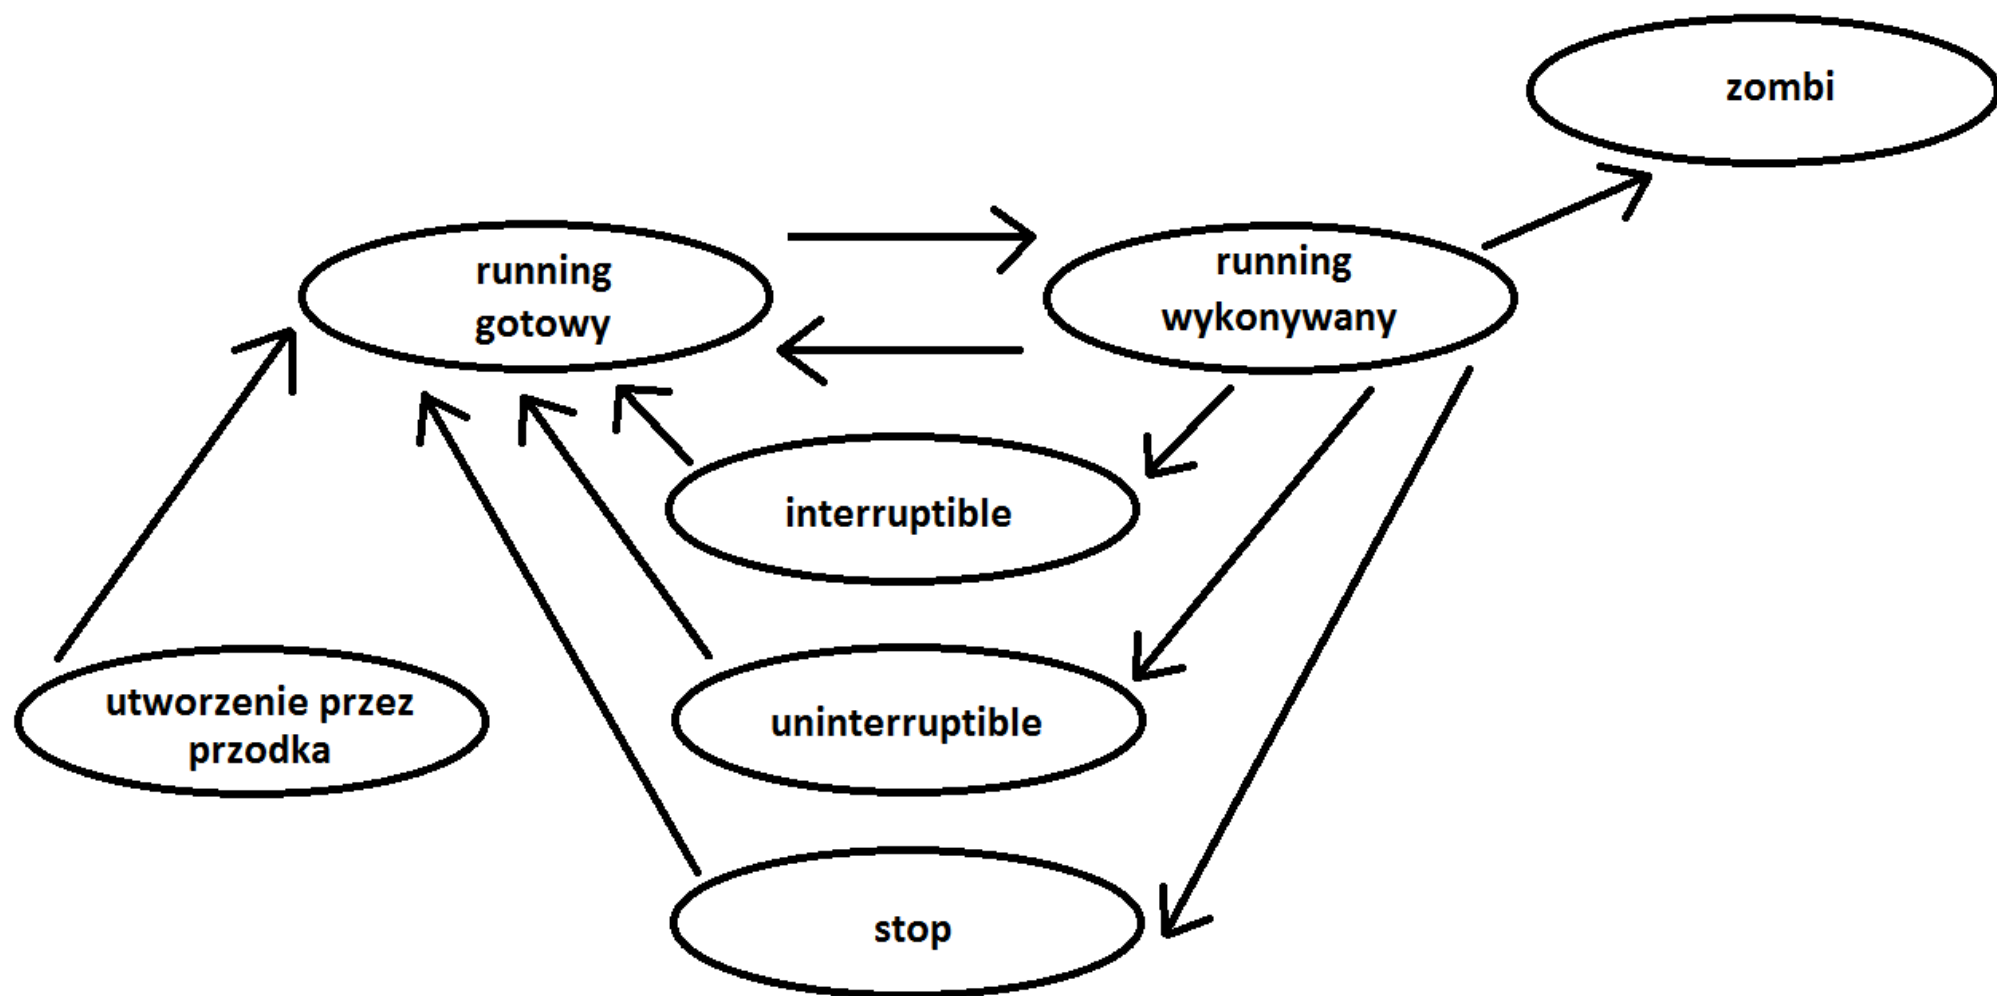 zombi
running
gotowy
running
wykonywany
interruptible
utworzenie przez
przodka
uninterruptible
stop